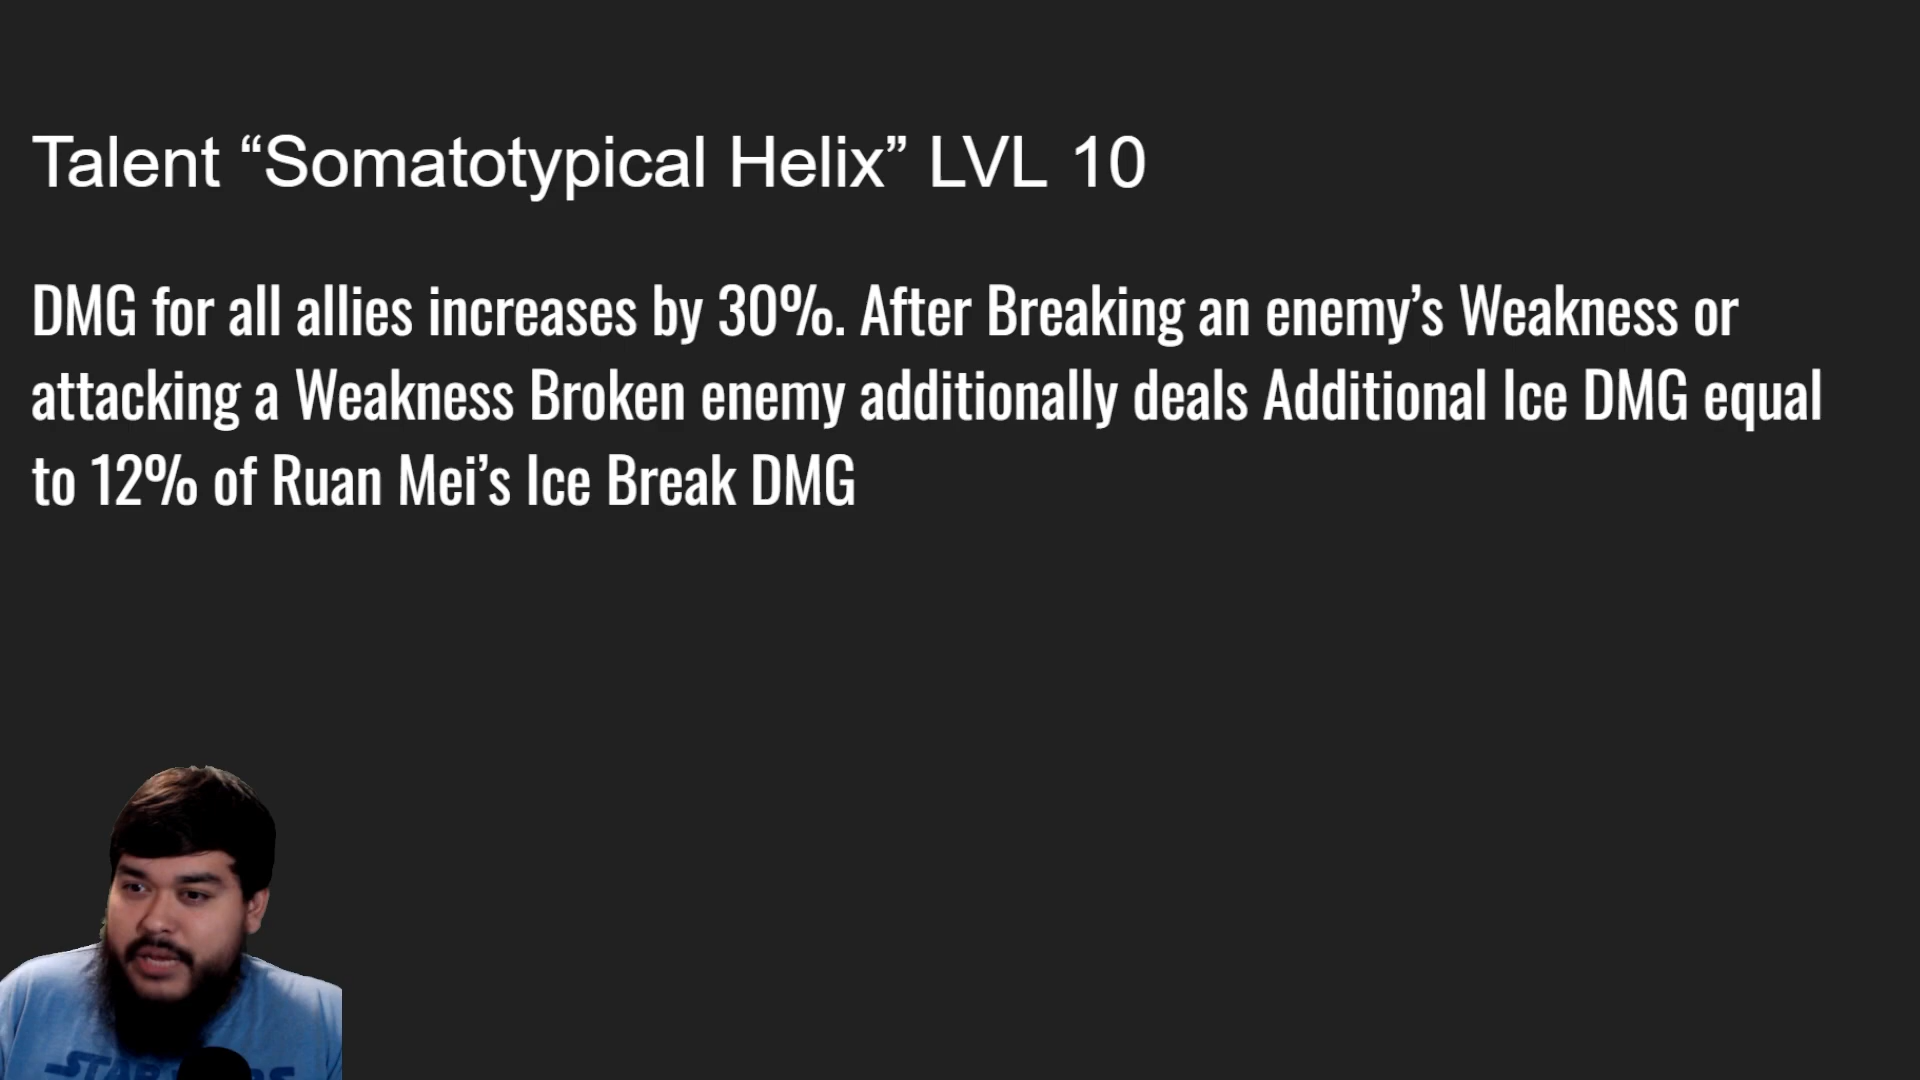 Talent “Somatotypical Helix” LVL 10
DMG for all allies increases by 30%. After Breaking an enemy’s Weakness or
attacking a Weakness Broken enemy additionally deals Additional Ice DMG equal
to 12% of Ruan Mei’s Ice Break DMG
STAR